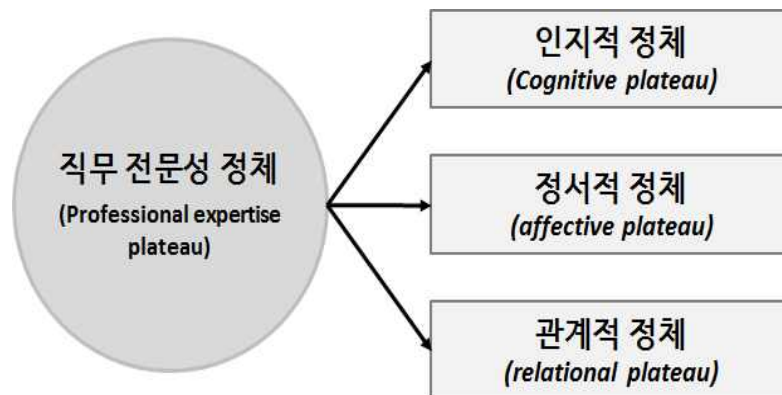 직무 전문성 정체
(Professional expertise
plateau)
인지적 정체
(Cognitive plateau)
정서적 정체
(affective plateau)
관계적 정체
(relational plateau)